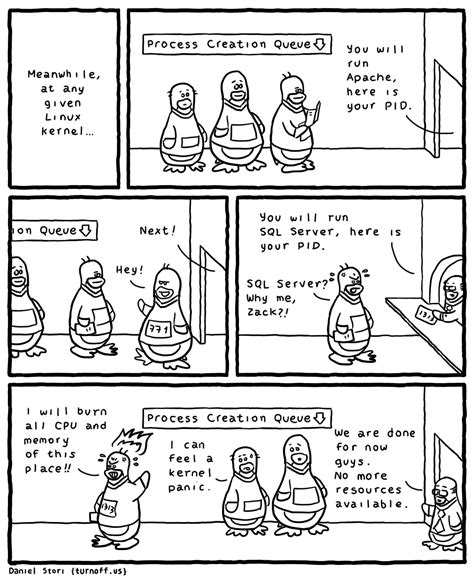 Meanwhile,
at any
given
Linux
kernel...
Process Creation Queue
You will
run
Apache,
here is
your PID.
ion Queue
Next!
Hey!
771
You will run
SQL Server, here is
your PID.
SQL Server?
Why me,
Zack?!
1313
I will burn
all CPU and
memory
of this
place!!
1313
Process Creation Queue
I can
feel a
kernel
panic.
We are done
for now
guys.
No more
resources
available.
Daniel Stori {turnoff.us}